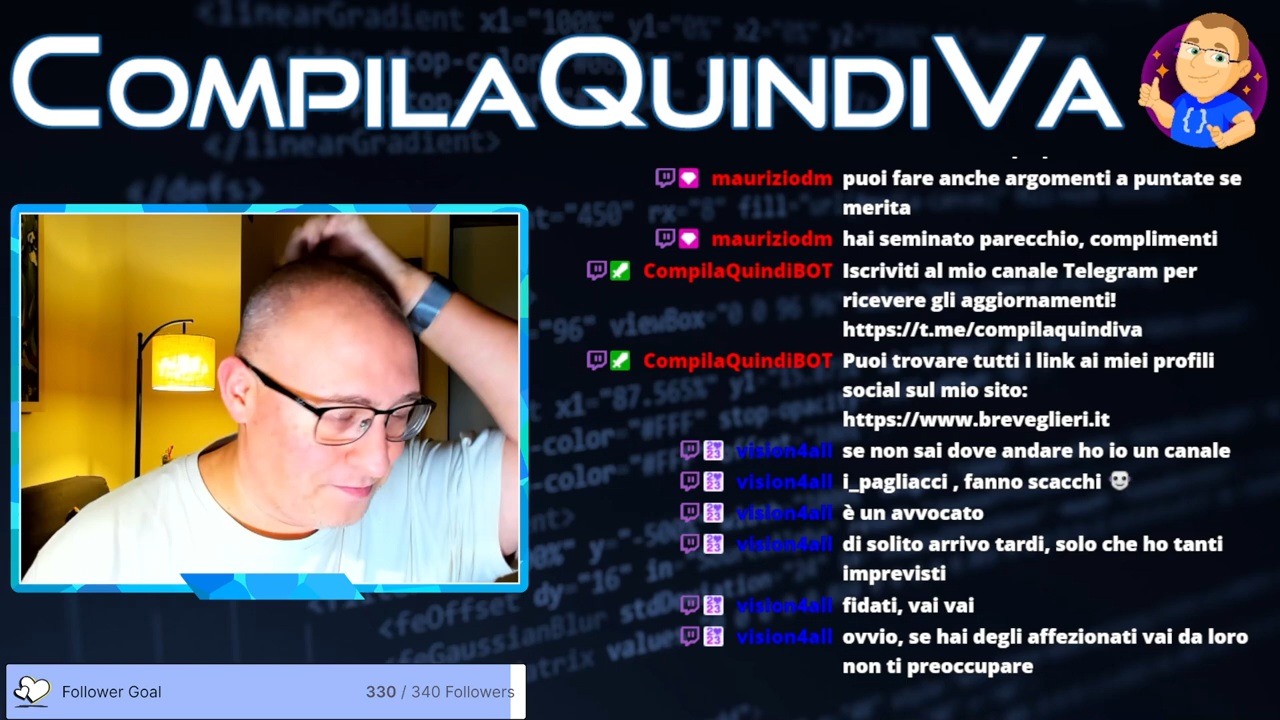 CompilaQuindiVa
mauriziodm puoi fare anche argomenti a puntate se
merita
mauriziodm hai seminato parecchio, complimenti
CompilaQuindiBOT Iscriviti al mio canale Telegram per
ricevere gli aggiornamenti!
https://t.me/compilaquindiva
CompilaQuindiBOT Puoi trovare tutti i link ai miei profili
social sul mio sito:
https://www.breveglieri.it
vision4all se non sai dove andare ho io un canale
vision4all i_pagliacci , fanno scacchi
vision4all è un avvocato
vision4all di solito arrivo tardi, solo che ho tanti
imprevisti
vision4all fidati, vai vai
vision4all ovvio, se hai degli affezionati vai da loro
non ti preoccupare
Follower Goal 330 / 340 Followers